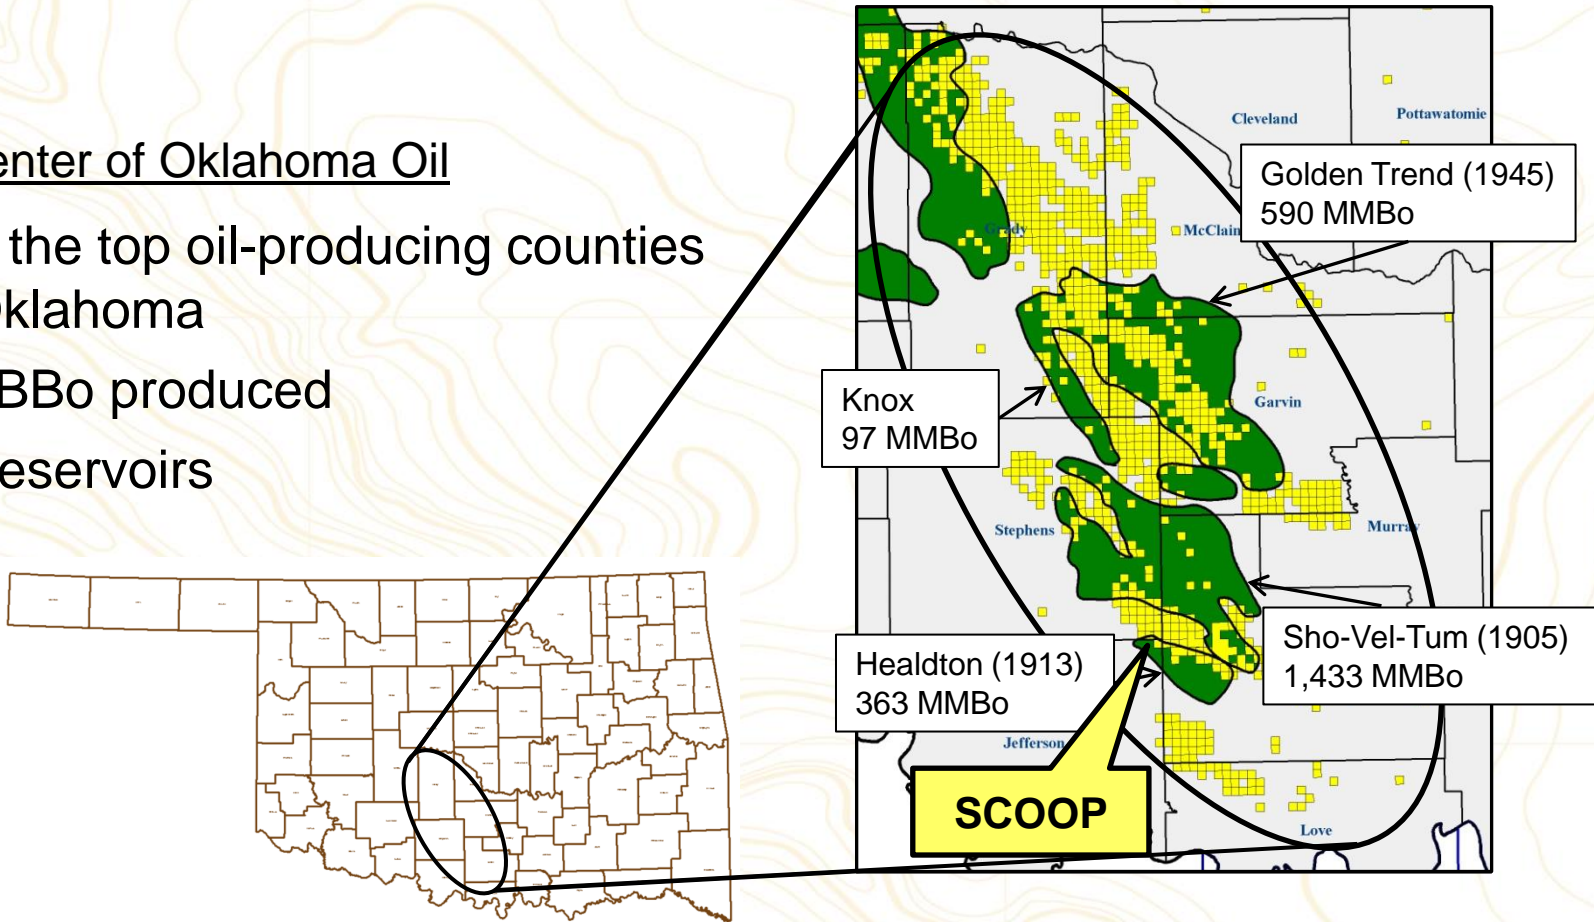 enter of Oklahoma Oil
the top oil-producing counties
Oklahoma
BBo produced
eservoirs
Cleveland
Pottawatomie
Golden Trend (1945)
590 MMBo
Grady
McClain
Knox
97 MMBo
Garvin
Stephens
Murray
Healdton (1913)
363 MMBo
Sho-Vel-Tum (1905)
1,433 MMBo
Jefferson
SCOOP
Love